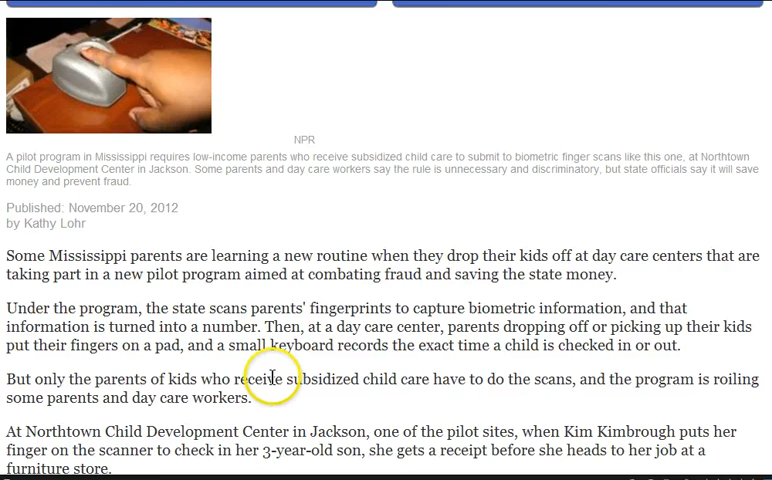 NPR
A pilot program in Mississippi requires low-income parents who receive subsidized child care to submit to biometric finger scans like this one, at Northtown
Child Development Center in Jackson. Some parents and day care workers say the rule is unnecessary and discriminatory, but state officials say it will save
money and prevent fraud.
Published: November 20, 2012
by Kathy Lohr
Some Mississippi parents are learning a new routine when they drop their kids off at day care centers that are
taking part in a new pilot program aimed at combating fraud and saving the state money.
Under the program, the state scans parents' fingerprints to capture biometric information, and that
information is turned into a number. Then, at a day care center, parents dropping off or picking up their kids
put their fingers on a pad, and a small keyboard records the exact time a child is checked in or out.
But only the parents of kids who receive subsidized child care have to do the scans, and the program is roiling
some parents and day care workers.
At Northtown Child Development Center in Jackson, one of the pilot sites, when Kim Kimbrough puts her
finger on the scanner to check in her 3-year-old son, she gets a receipt before she heads to her job at a
furniture store.